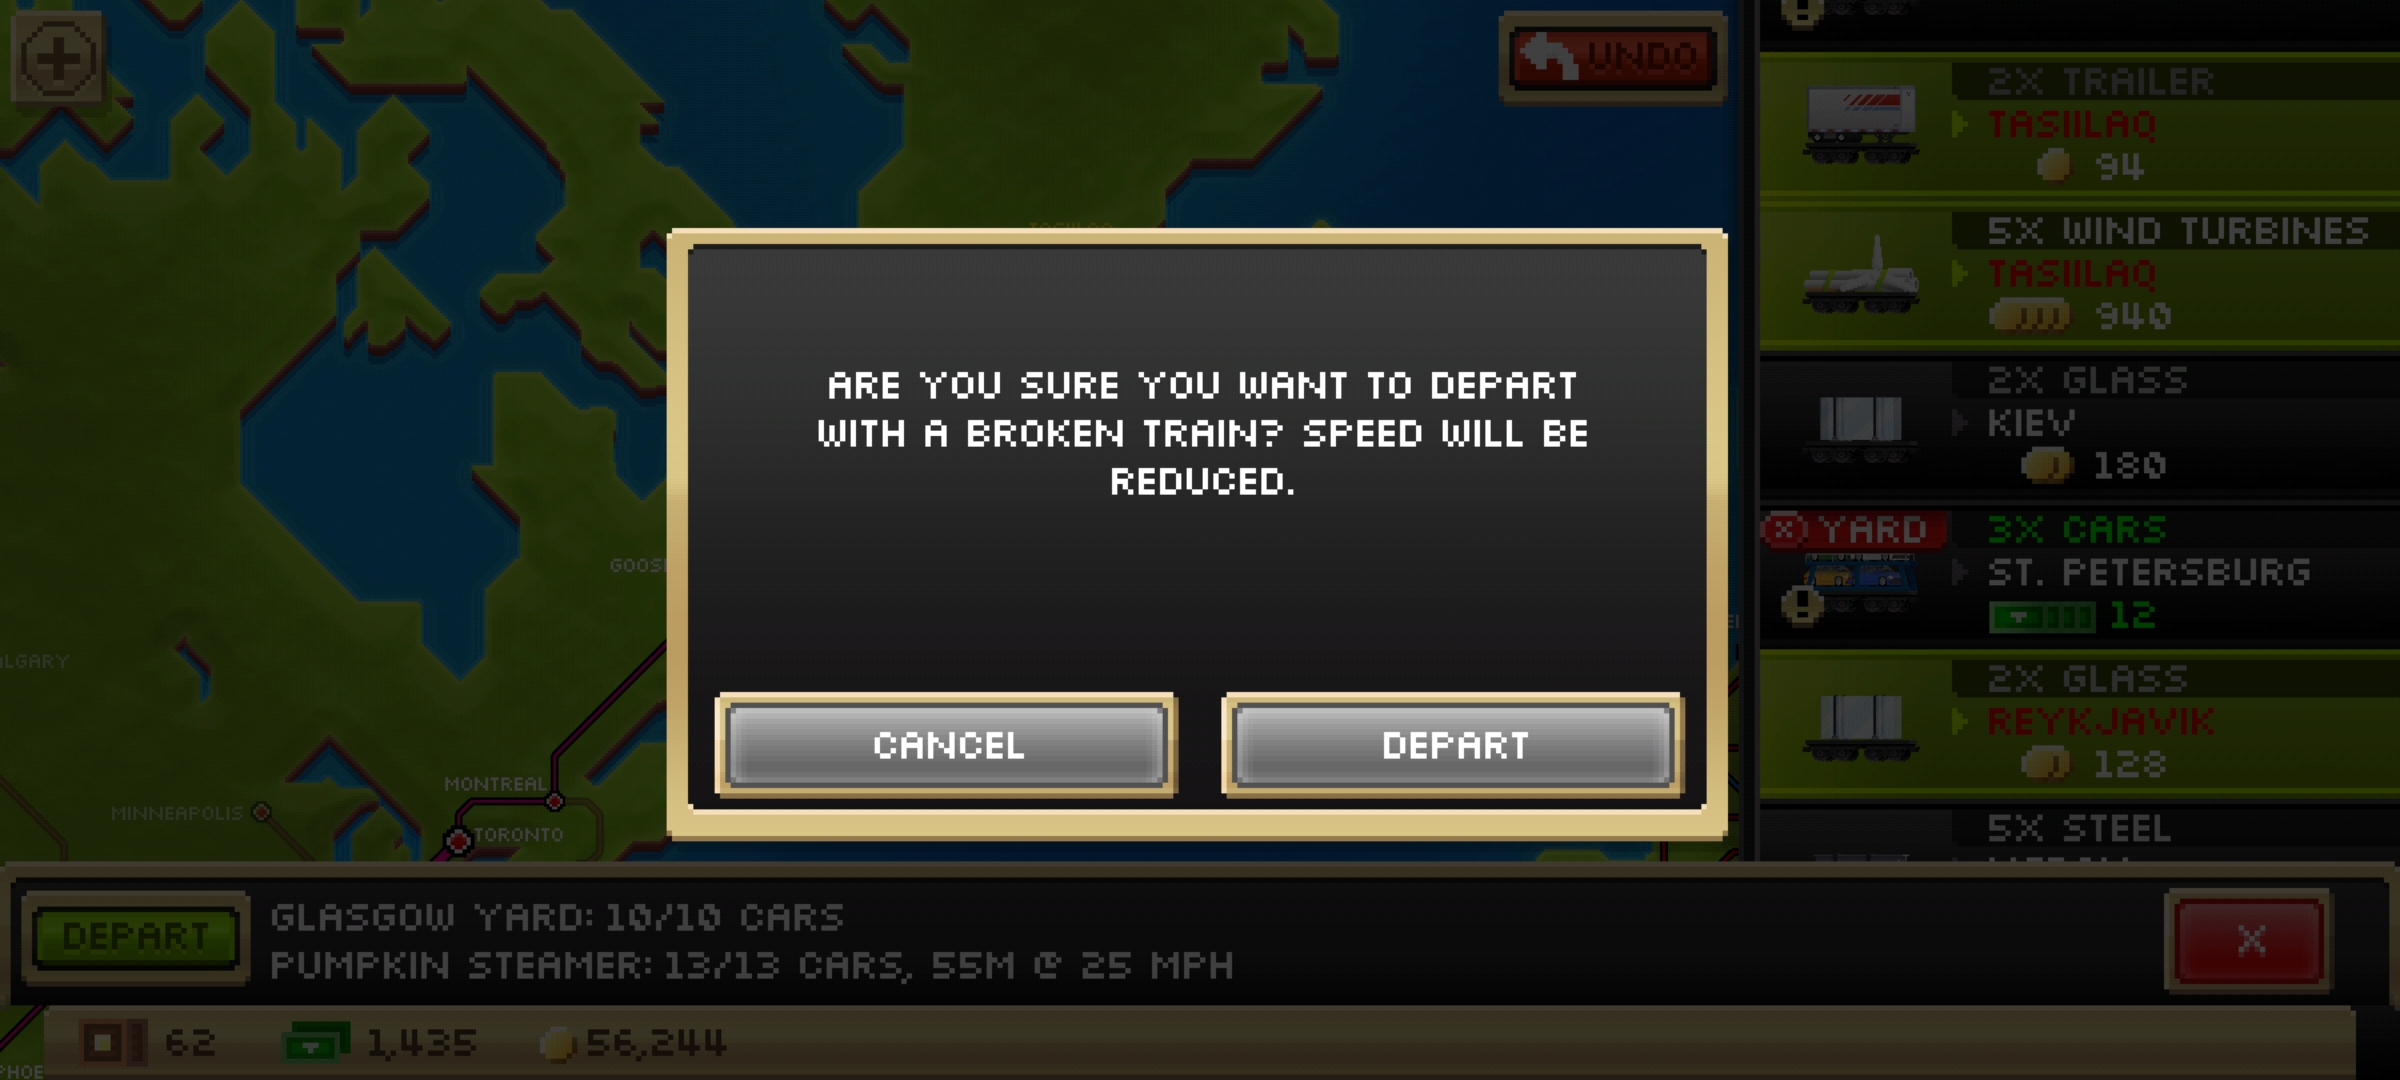 UNDO
2X TRAILER
TASIILAQ
94
5X WIND TURBINES
TASIILAQ
940
2X GLASS
KIEV
180
YARD
3X CARS
ST. PETERSBURG
12
2X GLASS
REYKJAVIK
128
5X STEEL
ARE YOU SURE YOU WANT TO DEPART
WITH A BROKEN TRAIN? SPEED WILL BE
REDUCED.
CANCEL
DEPART
GOOS
LGARY
MONTREAL
MINNEAPOLIS
TORONTO
DEPART
GLASGOW YARD: 10/10 CARS
PUMPKIN STEAMER: 13/13 CARS, 55M @ 25 MPH
X
62
1,435
56,244
PHOE